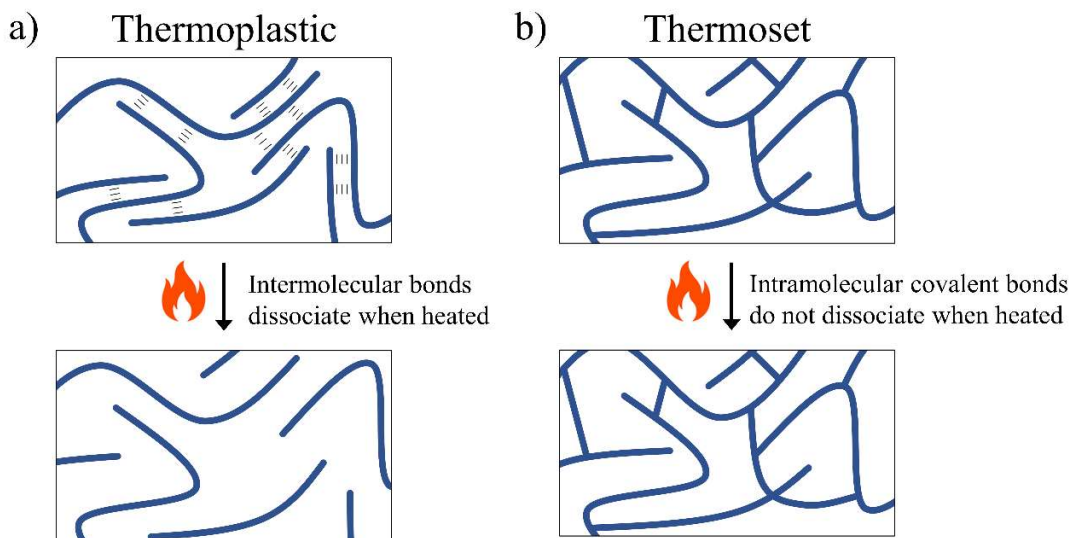 a) Thermoplastic
b) Thermoset
Intermolecular bonds
dissociate when heated
Intramolecular covalent bonds
do not dissociate when heated